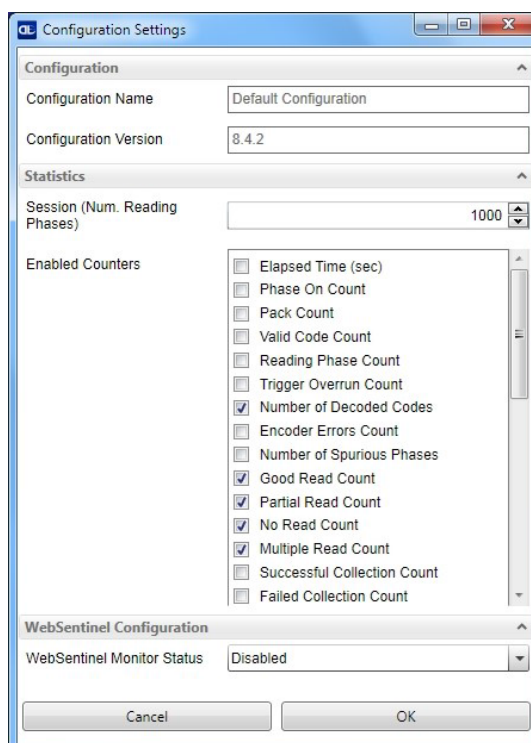 Configuration Settings
Configuration
Configuration Name
Default Configuration
Configuration Version
8.4.2
Statistics
Session (Num. Reading
Phases)
1000
Enabled Counters
Elapsed Time (sec)
Phase On Count
Pack Count
Valid Code Count
Reading Phase Count
Trigger Overrun Count
Number of Decoded Codes
Encoder Errors Count
Number of Spurious Phases
Good Read Count
Partial Read Count
No Read Count
Multiple Read Count
Successful Collection Count
Failed Collection Count
WebSentinel Configuration
WebSentinel Monitor Status
Disabled
Cancel
OK